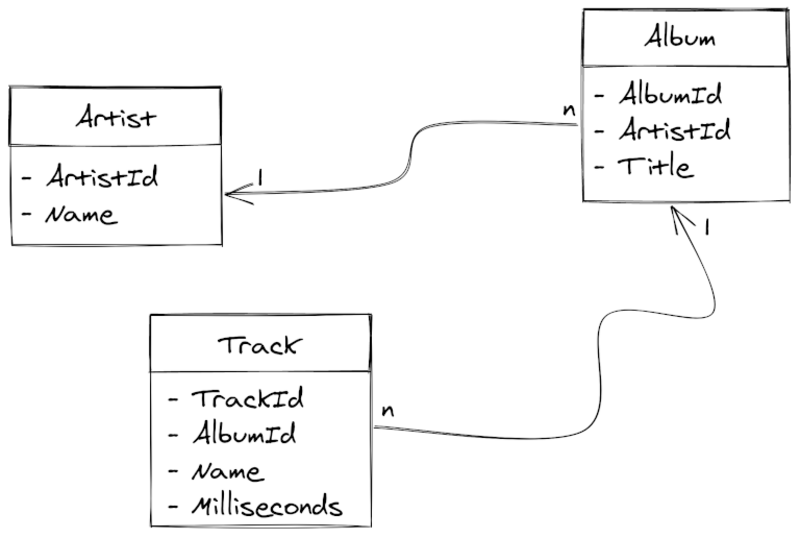 Artist
- ArtistId
- Name
1
n
Album
- AlbumId
- ArtistId
- Title
1
Track
- TrackId
- AlbumId
- Name
- Milliseconds
n